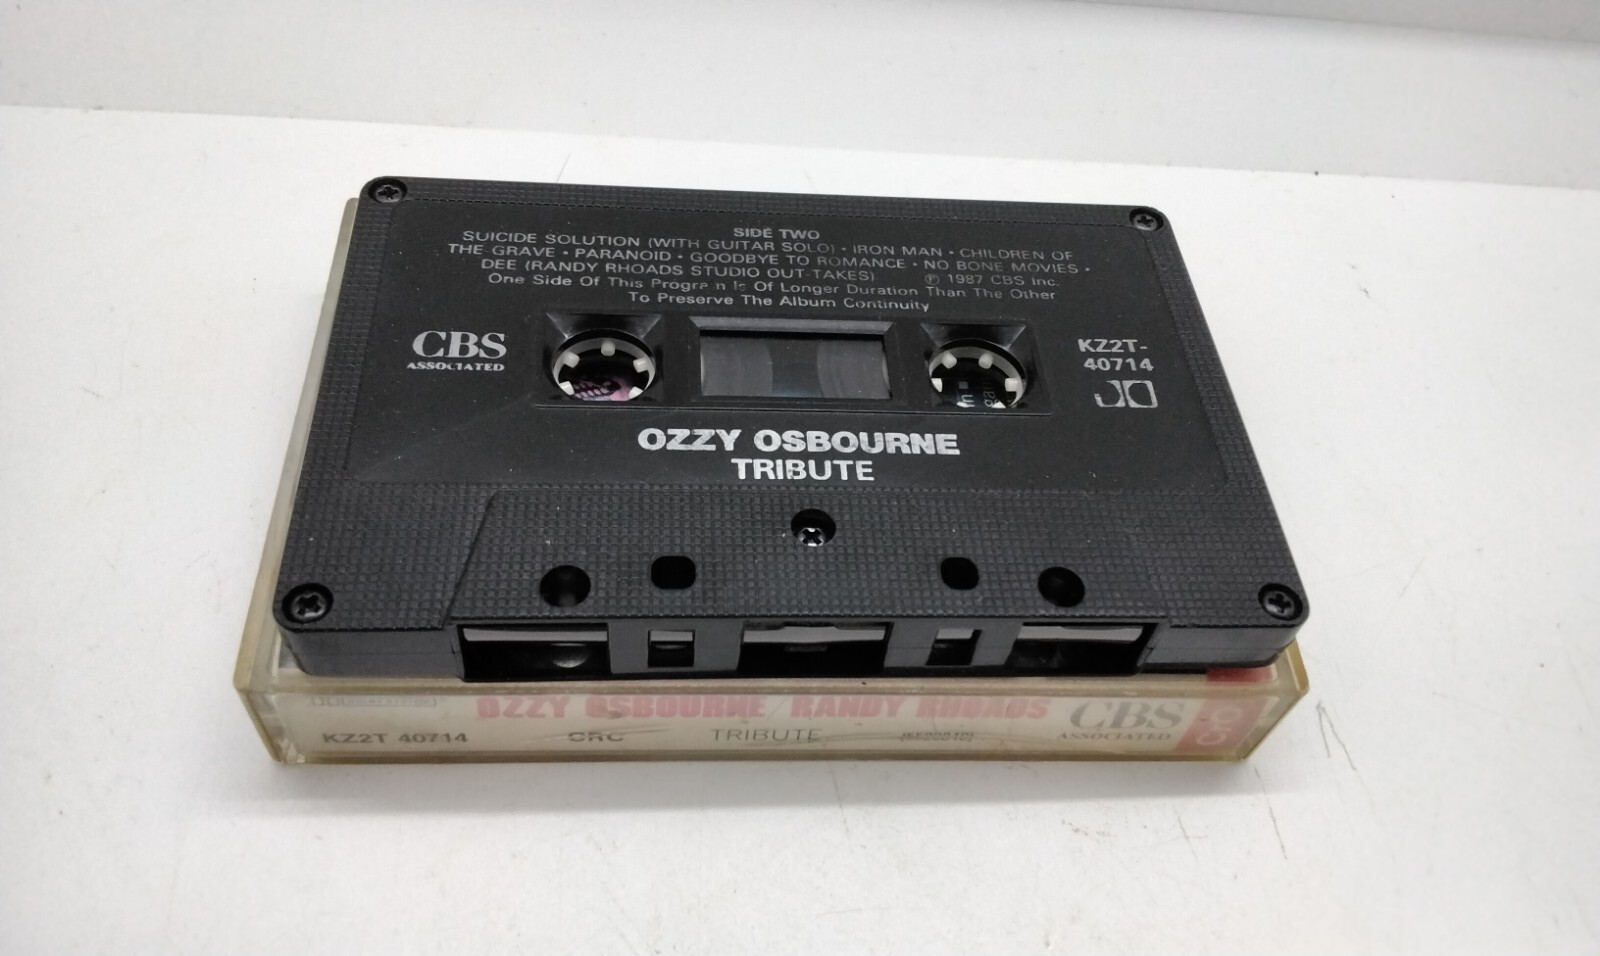 SIDE TWO
SUICIDE SOLUTION (WITH GUITAR SOLO) • IRON MAN • CHILDREN OF
THE GRAVE • PARANOID • GOODBYE TO ROMANCE • NO BONE MOVIES •
DEE (RANDY RHOADS STUDIO OUT-TAKES) ℗ 1987 CBS Inc.
One Side Of This Program Is Of Longer Duration Than The Other
To Preserve The Album Continuity
CBS
ASSOCIATED
KZ2T-
40714
OZZY OSBOURNE
TRIBUTE
OZZY OSBOURNE RANDY RHOADS
CBS
ASSOCIATED
KZ2T 40714
CRC
TRIBUTE